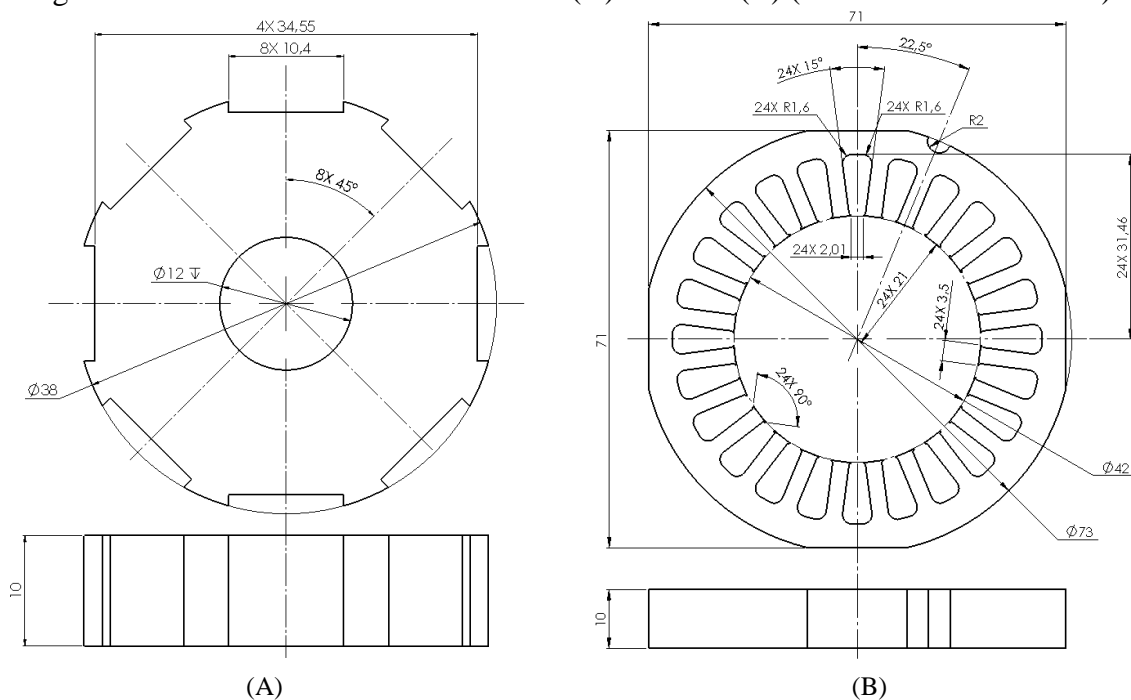 4X 34,55
8X 10,4
8X 45°
Ø12
Ø38
10
(A)
71
22,5°
24X 15°
24X R1,6
24X R1,6
R2
71
24X 31,46
24X 2,01
24X 21
24X 3,5
24X 90°
Ø42
Ø73
10
(B)